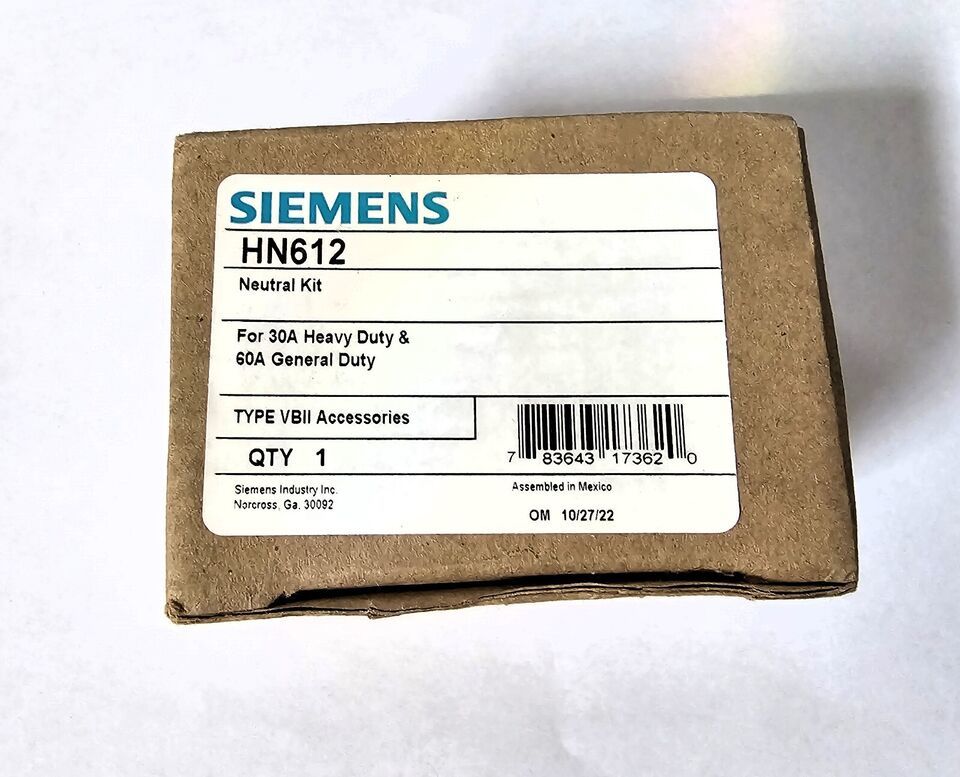 SIEMENS
HN612
Neutral Kit
For 30A Heavy Duty &
60A General Duty
TYPE VBII Accessories
QTY 1
7 83643 17362 0
Siemens Industry Inc.
Norcross, Ga. 30092
Assembled in Mexico
OM 10/27/22